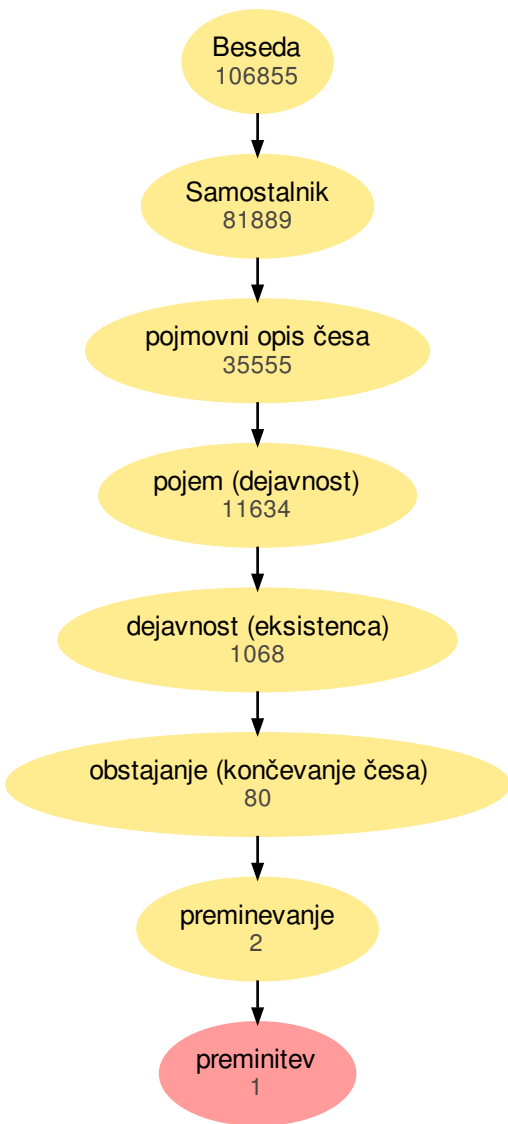 Beseda
106855
Samostalnik
81889
pojmovni opis česa
35555
pojem (dejavnost)
11634
dejavnost (eksistenca)
1068
obstajanje (končevanje česa)
80
preminevanje
2
preminitev
1